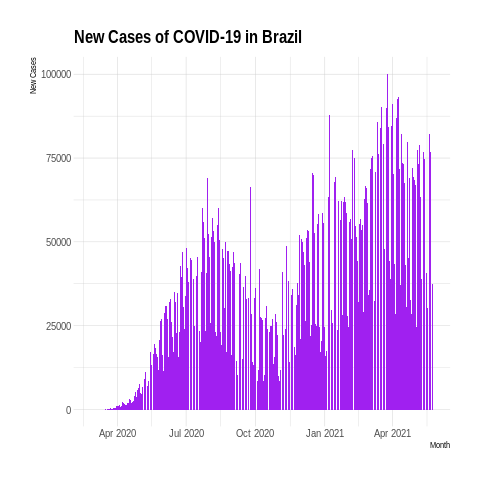 New Cases of COVID-19 in Brazil
New Cases
100000
75000
50000
25000
0
Apr 2020 Jul 2020 Oct 2020 Jan 2021 Apr 2021
Month